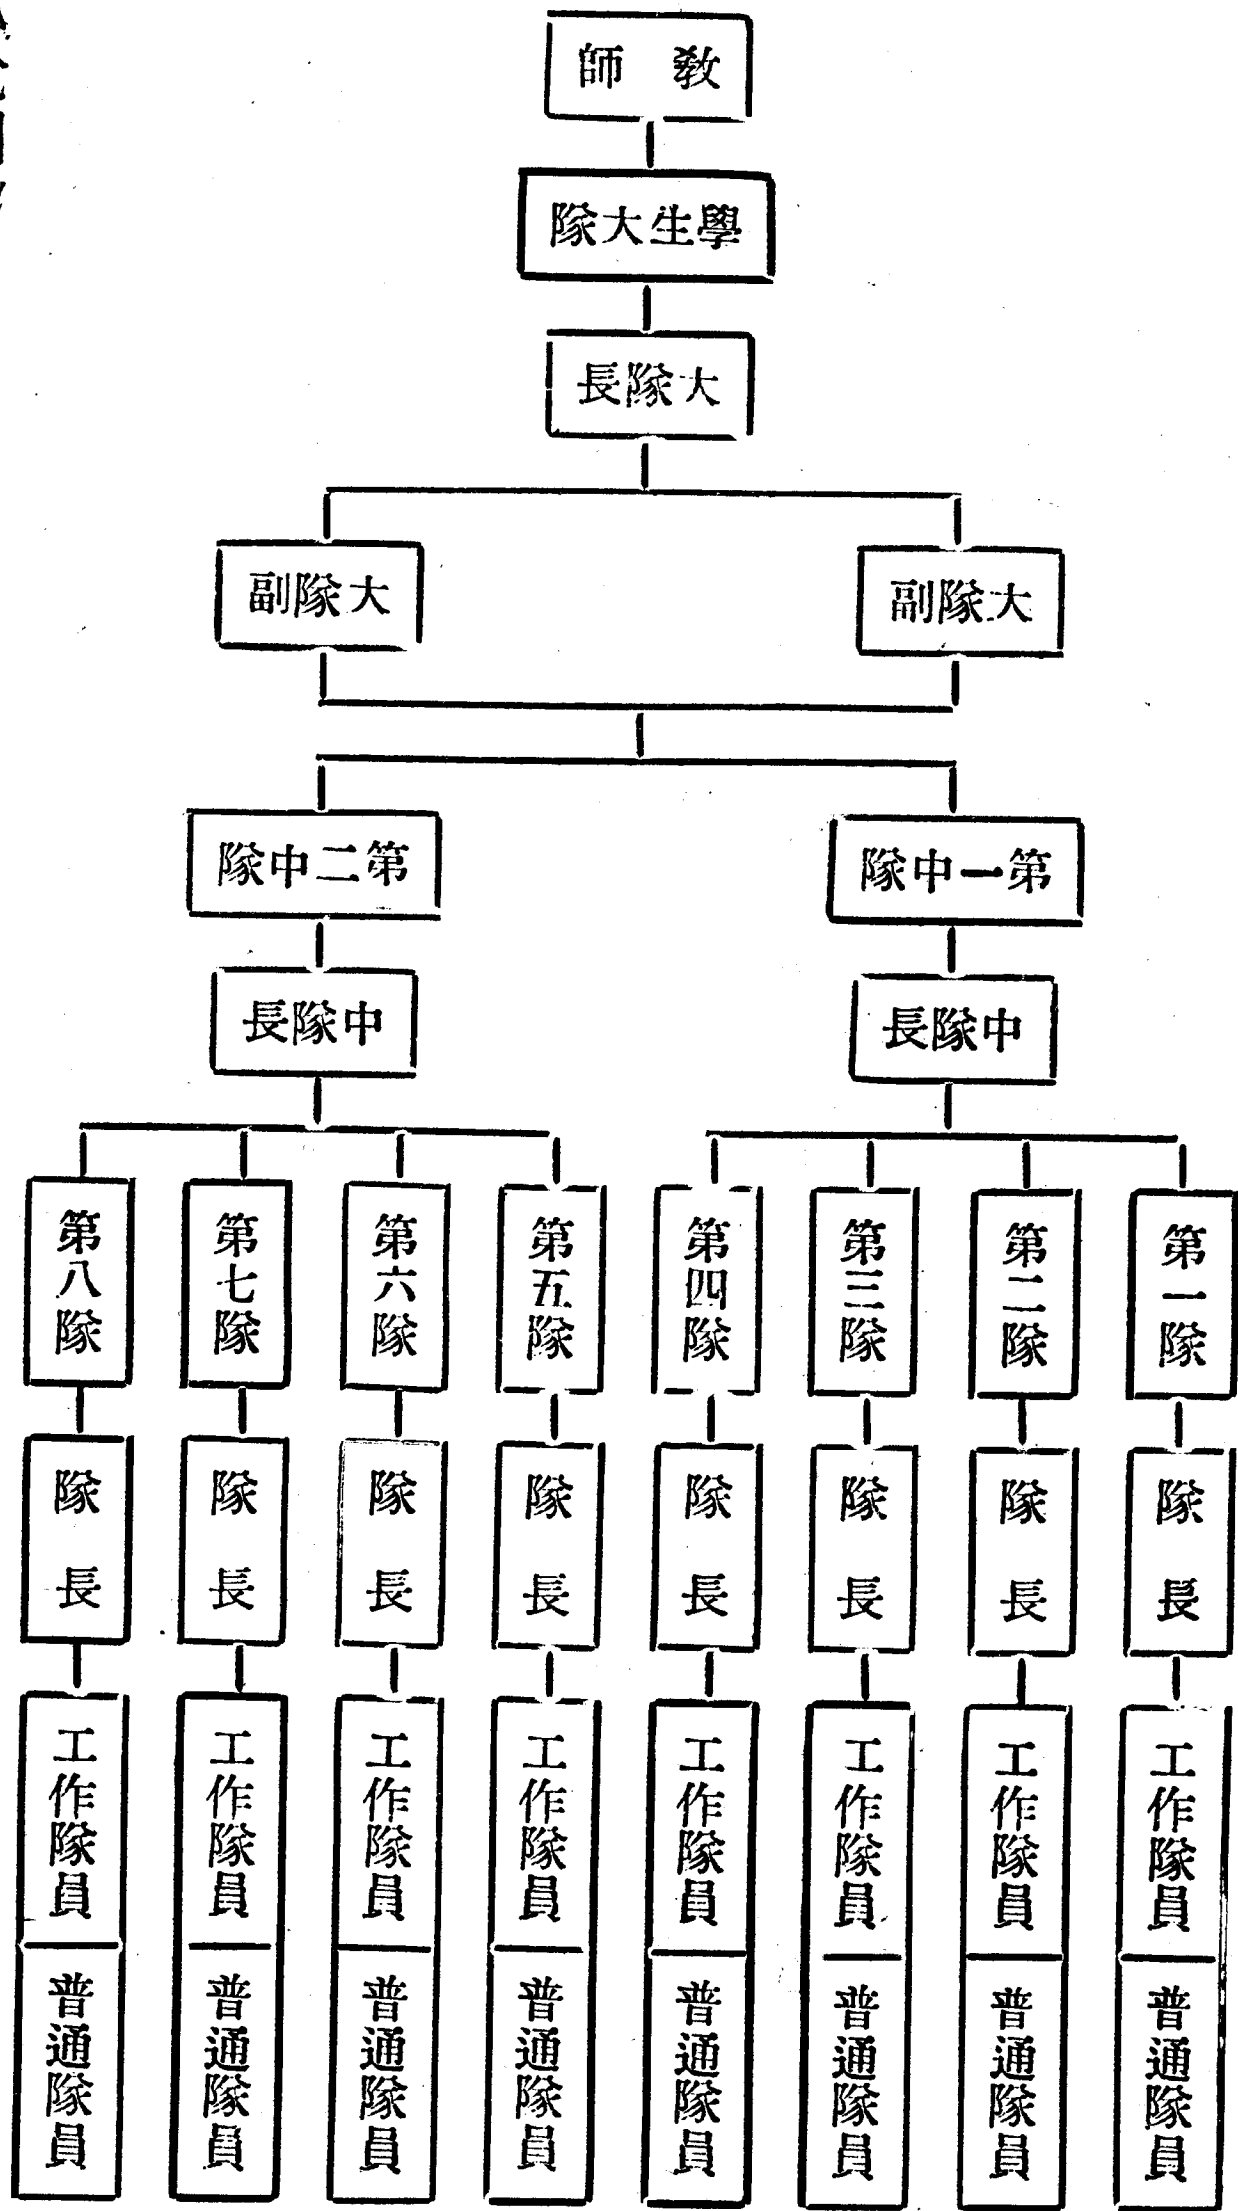 敎師
學生大隊
大隊長
大隊副
大隊副
第一中隊
第二中隊
中隊長
中隊長
第一隊
第二隊
第三隊
第四隊
第五隊
第六隊
第七隊
第八隊
隊長
隊長
隊長
隊長
隊長
隊長
隊長
隊長
工作隊員
工作隊員
工作隊員
工作隊員
工作隊員
工作隊員
工作隊員
工作隊員
普通隊員
普通隊員
普通隊員
普通隊員
普通隊員
普通隊員
普通隊員
普通隊員